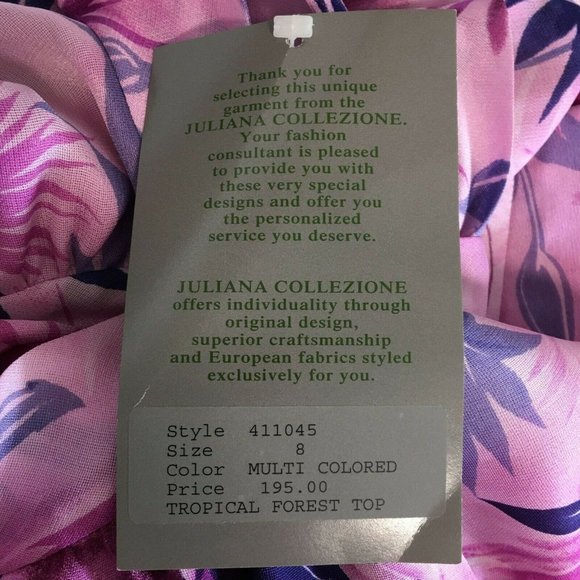 Thank you for
selecting this unique
garment from the
JULIANA COLLEZIONE.
Your fashion
consultant is pleased
to provide you with
these very special
designs and offer you
the personalized
service you deserve.
JULIANA COLLEZIONE
offers individuality through
original design,
superior craftsmanship
and European fabrics styled
exclusively for you.
Style 411045
Size 8
Color MULTI COLORED
Price 195.00
TROPICAL FOREST TOP